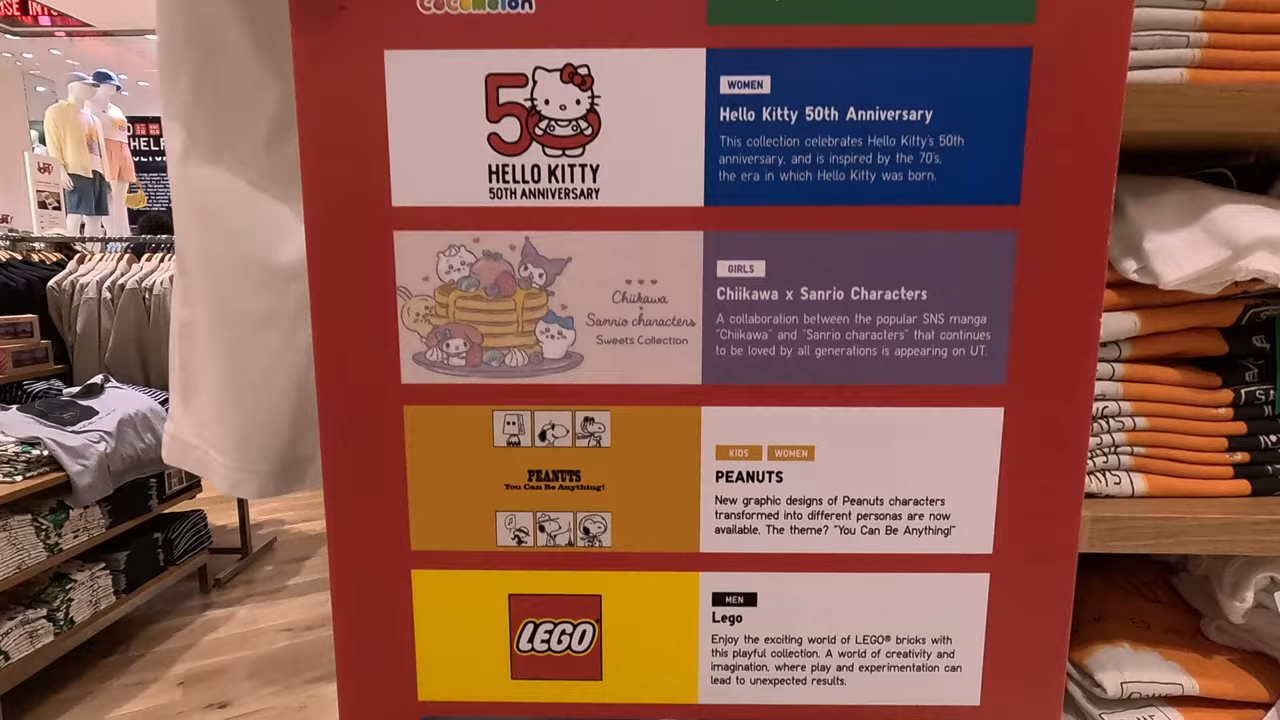 CoComelon
50
HELLO KITTY
50TH ANNIVERSARY
WOMEN
Hello Kitty 50th Anniversary
This collection celebrates Hello Kitty's 50th
anniversary, and is inspired by the 70's,
the era in which Hello Kitty was born.
Chiikawa
Sanrio characters
Sweets Collection
GIRLS
Chiikawa x Sanrio Characters
A collaboration between the popular SNS manga
"Chiikawa" and "Sanrio characters" that continues
to be loved by all generations is appearing on UT.
PEANUTS
You Can Be Anything!
KIDS WOMEN
PEANUTS
New graphic designs of Peanuts characters
transformed into different personas are now
available. The theme? "You Can Be Anything!"
LEGO
MEN
Lego
Enjoy the exciting world of LEGO® bricks with
this playful collection. A world of creativity and
imagination, where play and experimentation can
lead to unexpected results.